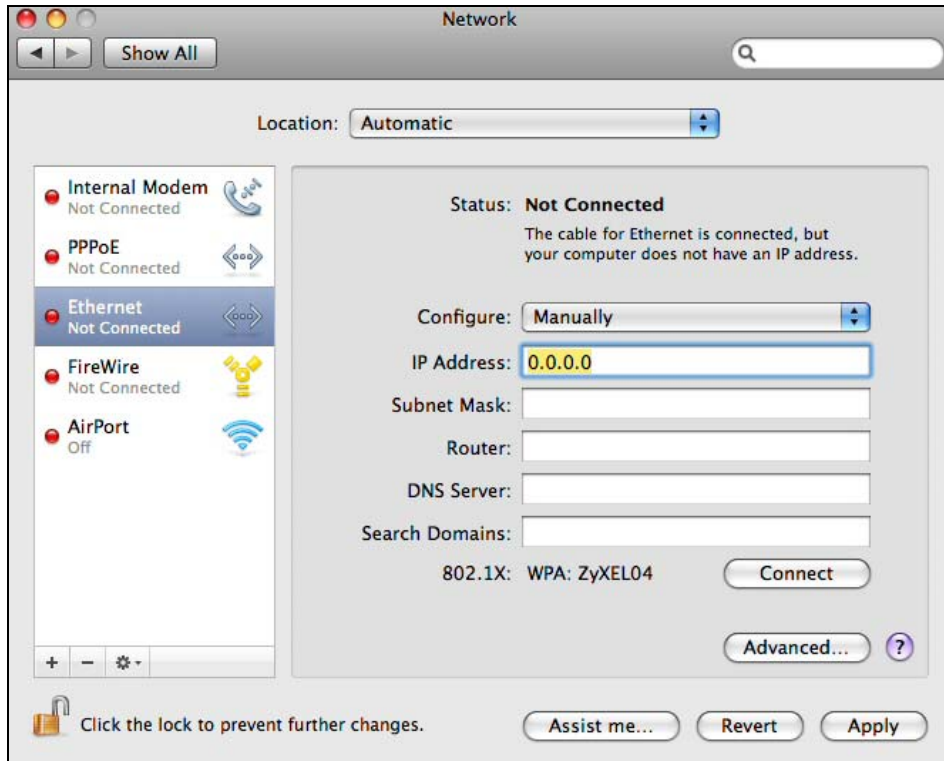 Network
Show All
Location: Automatic
Internal Modem
Not Connected
PPPoE
Not Connected
Ethernet
Not Connected
FireWire
Not Connected
AirPort
Off
Status: Not Connected
The cable for Ethernet is connected, but
your computer does not have an IP address.
Configure: Manually
IP Address: 0.0.0.0
Subnet Mask:
Router:
DNS Server:
Search Domains:
802.1X: WPA: ZyXEL04 Connect
Advanced... ?
+ −
Click the lock to prevent further changes.
Assist me... Revert Apply